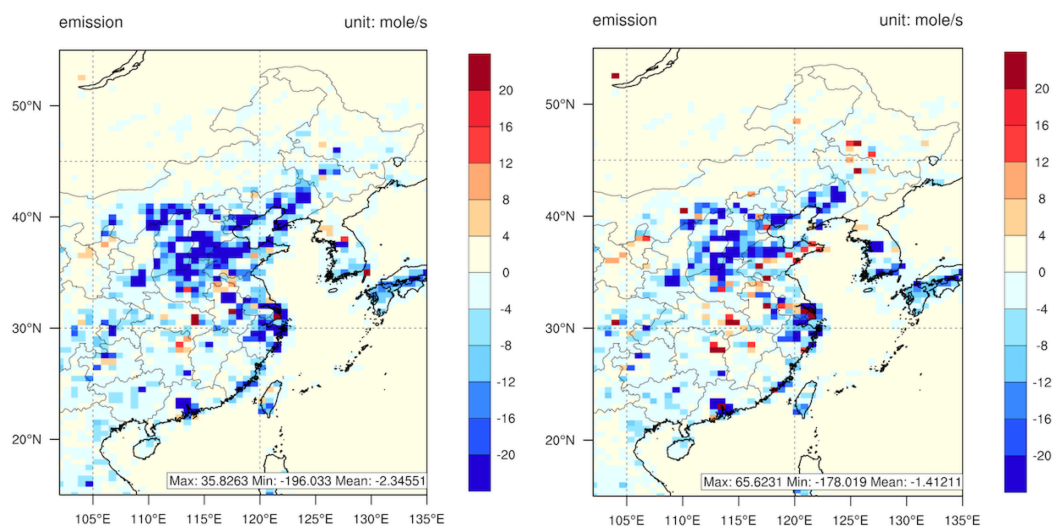 emission unit: mole/s
50°N
40°N
30°N
20°N
105°E 110°E 115°E 120°E 125°E 130°E 135°E
Max: 35.8263 Min: -196.033 Mean: -2.34551
20
16
12
8
4
0
-4
-8
-12
-16
20
emission unit: mole/s
50°N
40°N
30°N
20°N
105°E 110°E 115°E 120°E 125°E 130°E 135°E
Max: 65.6231 Min: -178.019 Mean: -1.41211
20
16
12
8
4
0
-4
-8
-12
-16
-20